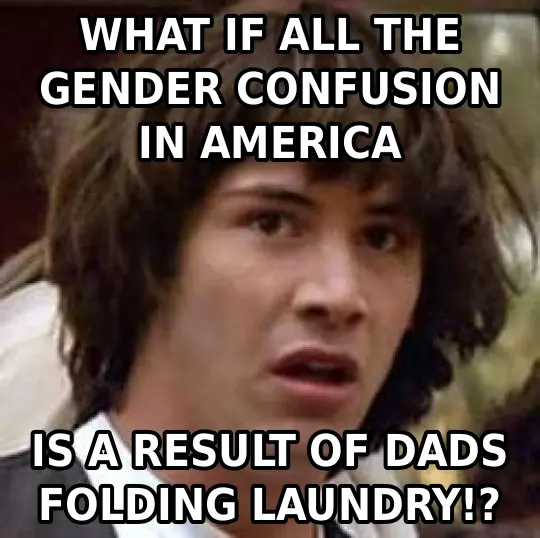 WHAT IF ALL THE
GENDER CONFUSION
IN AMERICA
IS A RESULT OF DADS
FOLDING LAUNDRY!?